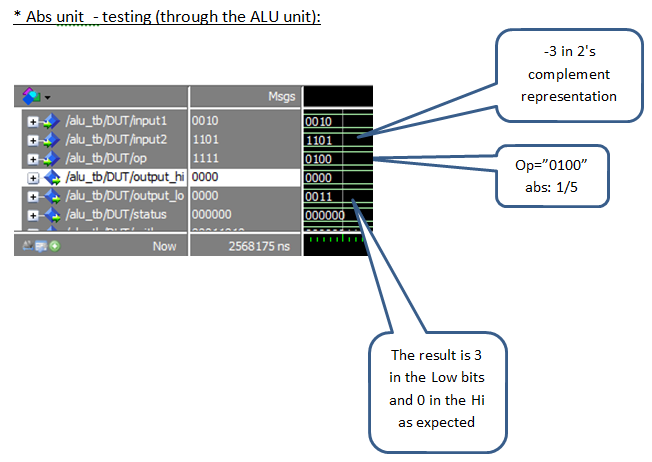 * Abs unit - testing (through the ALU unit):
-3 in 2's
complement
representation
Msgs
/alu_tb/DUT/input1 0010 0010
/alu_tb/DUT/input2 1101 1101
/alu_tb/DUT/op 1111 0100
/alu_tb/DUT/output_hi 0000 0000
/alu_tb/DUT/output_lo 0000 0011
/alu_tb/DUT/status 000000 000000
Now 2568175 ns
Op=”0100”
abs: 1/5
The result is 3
in the Low bits
and 0 in the Hi
as expected